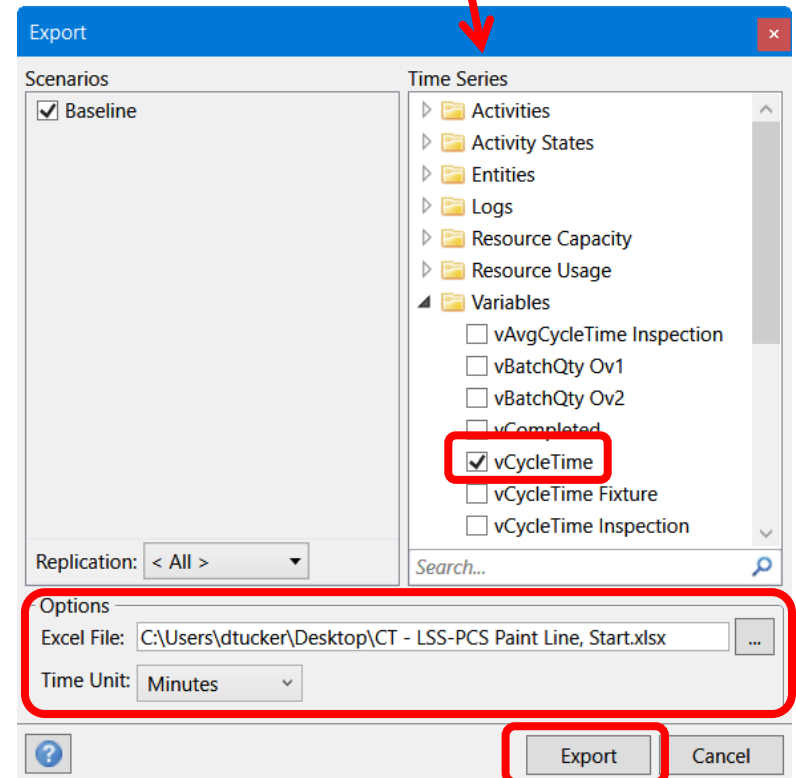 Export
Scenarios
Baseline
Replication: < All >
Time Series
Activities
Activity States
Entities
Logs
Resource Capacity
Resource Usage
Variables
vAvgCycleTime Inspection
vBatchQty Ov1
vBatchQty Ov2
vCompleted
vCycleTime
vCycleTime Fixture
vCycleTime Inspection
Search...
Options
Excel File: C:\Users\dtucker\Desktop\CT - LSS-PCS Paint Line, Start.xlsx ...
Time Unit: Minutes
? Export Cancel